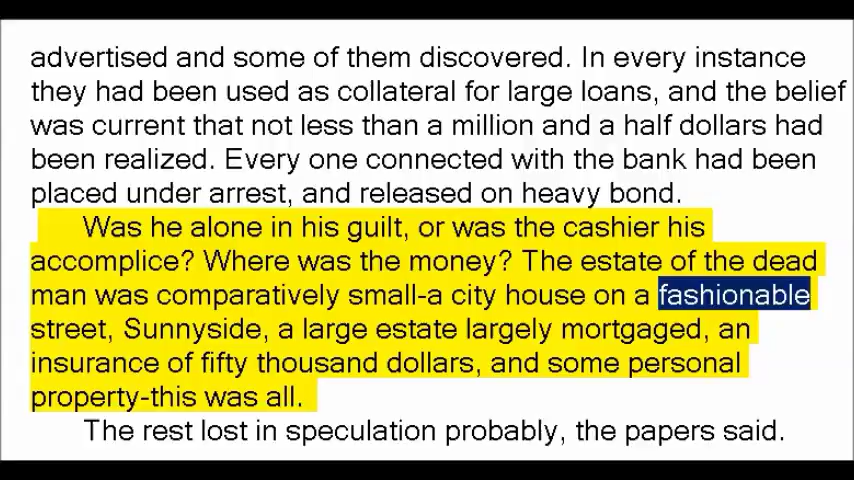 advertised and some of them discovered. In every instance
they had been used as collateral for large loans, and the belief
was current that not less than a million and a half dollars had
been realized. Every one connected with the bank had been
placed under arrest, and released on heavy bond.
Was he alone in his guilt, or was the cashier his
accomplice? Where was the money? The estate of the dead
man was comparatively small-a city house on a fashionable
street, Sunnyside, a large estate largely mortgaged, an
insurance of fifty thousand dollars, and some personal
property-this was all.
The rest lost in speculation probably, the papers said.